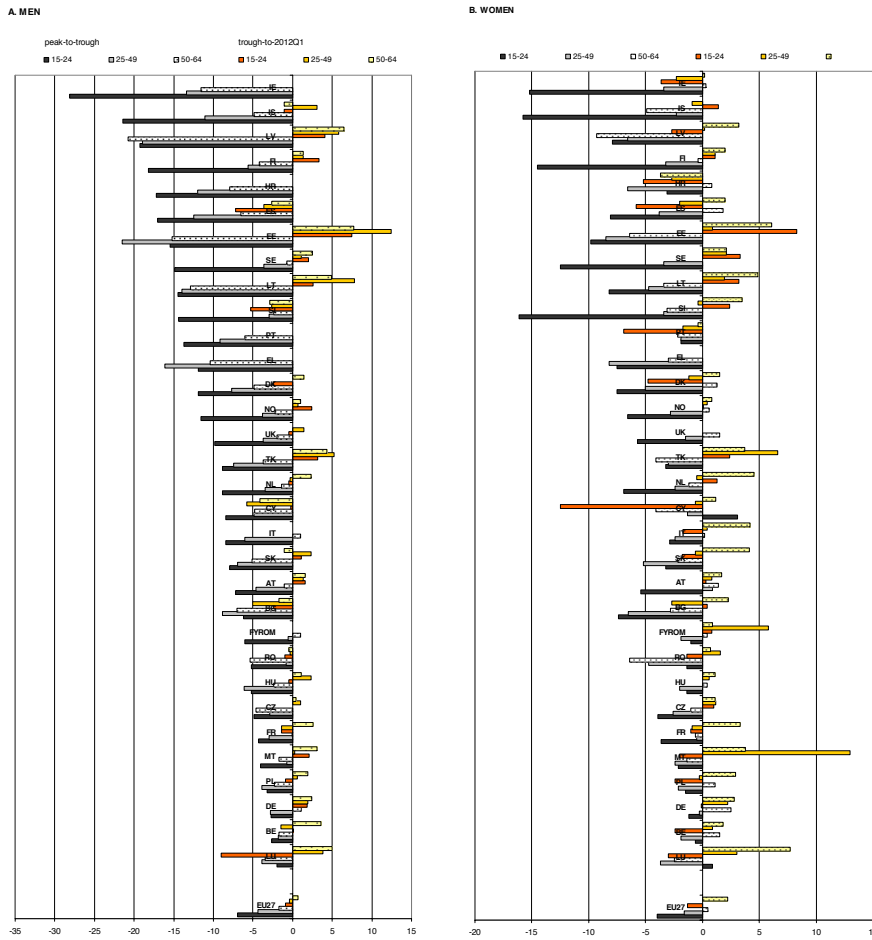 A. MEN
peak-to-trough trough-to-2012Q1
15-24 25-49 50-64 15-24 25-49 50-64
IE
IS
LV
FI
HR
ES
EE
SE
LT
SI
PT
EL
DK
NO
UK
TK
NL
CY
IT
SK
AT
BG
FYROM
RO
HU
CZ
FR
MT
PL
DE
BE
LU
EU27
-35 -30 -25 -20 -15 -10 -5 0 5 10 15
B. WOMEN
15-24 25-49 50-64 15-24 25-49
IE
IS
LV
FI
HR
ES
EE
SE
LT
SI
PT
EL
DK
NO
UK
TK
NL
CY
IT
SK
AT
BG
FYROM
RO
HU
CZ
FR
MT
PL
DE
BE
LU
EU27
-20 -15 -10 -5 0 5 10 15